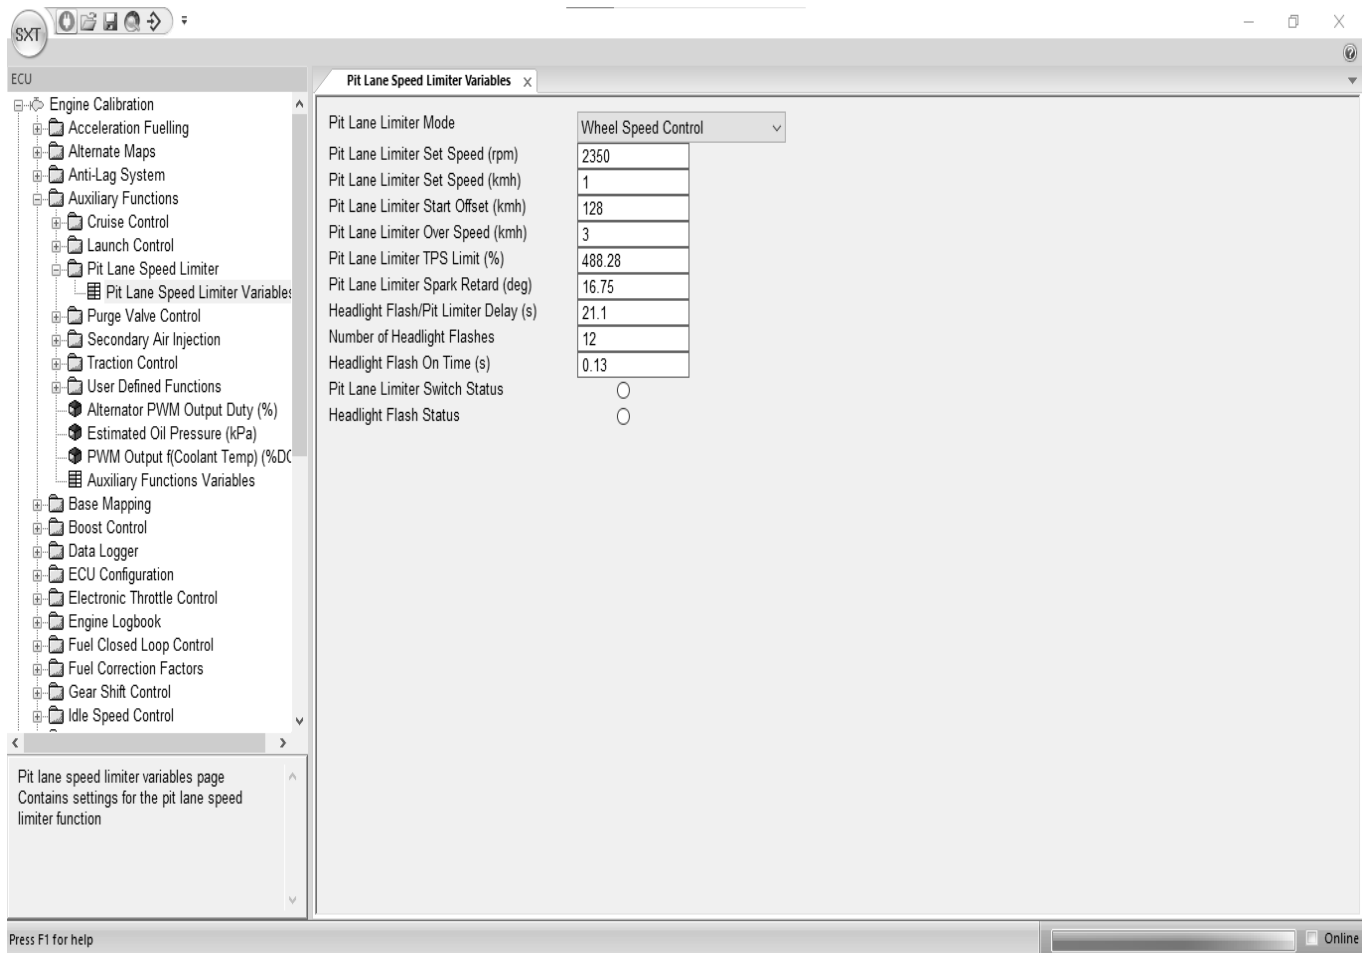 SXT
ECU
Pit Lane Speed Limiter Variables
Engine Calibration
Acceleration Fuelling
Alternate Maps
Anti-Lag System
Auxiliary Functions
Cruise Control
Launch Control
Pit Lane Speed Limiter
Pit Lane Speed Limiter Variables
Purge Valve Control
Secondary Air Injection
Traction Control
User Defined Functions
Alternator PWM Output Duty (%)
Estimated Oil Pressure (kPa)
PWM Output f(Coolant Temp) (%DC
Auxiliary Functions Variables
Base Mapping
Boost Control
Data Logger
ECU Configuration
Electronic Throttle Control
Engine Logbook
Fuel Closed Loop Control
Fuel Correction Factors
Gear Shift Control
Idle Speed Control
Pit lane speed limiter variables page
Contains settings for the pit lane speed
limiter function
Pit Lane Limiter Mode Wheel Speed Control
Pit Lane Limiter Set Speed (rpm) 2350
Pit Lane Limiter Set Speed (kmh) 1
Pit Lane Limiter Start Offset (kmh) 128
Pit Lane Limiter Over Speed (kmh) 3
Pit Lane Limiter TPS Limit (%) 488.28
Pit Lane Limiter Spark Retard (deg) 16.75
Headlight Flash/Pit Limiter Delay (s) 21.1
Number of Headlight Flashes 12
Headlight Flash On Time (s) 0.13
Pit Lane Limiter Switch Status
Headlight Flash Status
Press F1 for help
Online